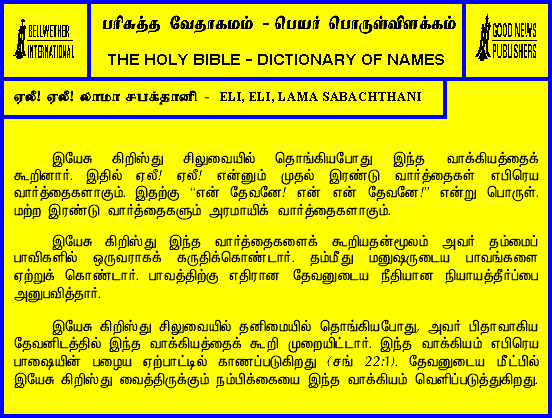 BELLWETHER
INTERNATIONAL
பரிசுத்த வேதாகமம் - பெயர் பொருள்விளக்கம்
THE HOLY BIBLE - DICTIONARY OF NAMES
GOOD NEWS
PUBLISHERS
ஏலீ! ஏலீ! லாமா சபக்தானி - ELI, ELI, LAMA SABACHTHANI
இயேசு கிறிஸ்து சிலுவையில் தொங்கியபோது இந்த வாக்கியத்தைக்
கூறினார். இதில் ஏலீ! ஏலீ! என்னும் முதல் இரண்டு வார்த்தைகள் எபிரெய
வார்த்தைகளாகும். இதற்கு "என் தேவனே! என் என் தேவனே!" என்று பொருள்.
மற்ற இரண்டு வார்த்தைகளும் அரமாயிக் வார்த்தைகளாகும்.
இயேசு கிறிஸ்து இந்த வார்த்தைகளைக் கூறியதன்மூலம் அவர் தம்மைப்
பாவிகளில் ஒருவராகக் கருதிக்கொண்டார். தம்மீது மனுஷருடைய பாவங்களை
ஏற்றுக் கொண்டார். பாவத்திற்கு எதிரான தேவனுடைய நீதியான நியாயத்தீர்ப்பை
அனுபவித்தார்.
இயேசு கிறிஸ்து சிலுவையில் தனிமையில் தொங்கியபோது, அவர் பிதாவாகிய
தேவனிடத்தில் இந்த வாக்கியத்தைக் கூறி முறையிட்டார். இந்த வாக்கியம் எபிரெய
பாஷையின் பழைய ஏற்பாட்டில் காணப்படுகிறது (சங் 22:1). தேவனுடைய மீட்பில்
இயேசு கிறிஸ்து வைத்திருக்கும் நம்பிக்கையை இந்த வாக்கியம் வெளிப்படுத்துகிறது.